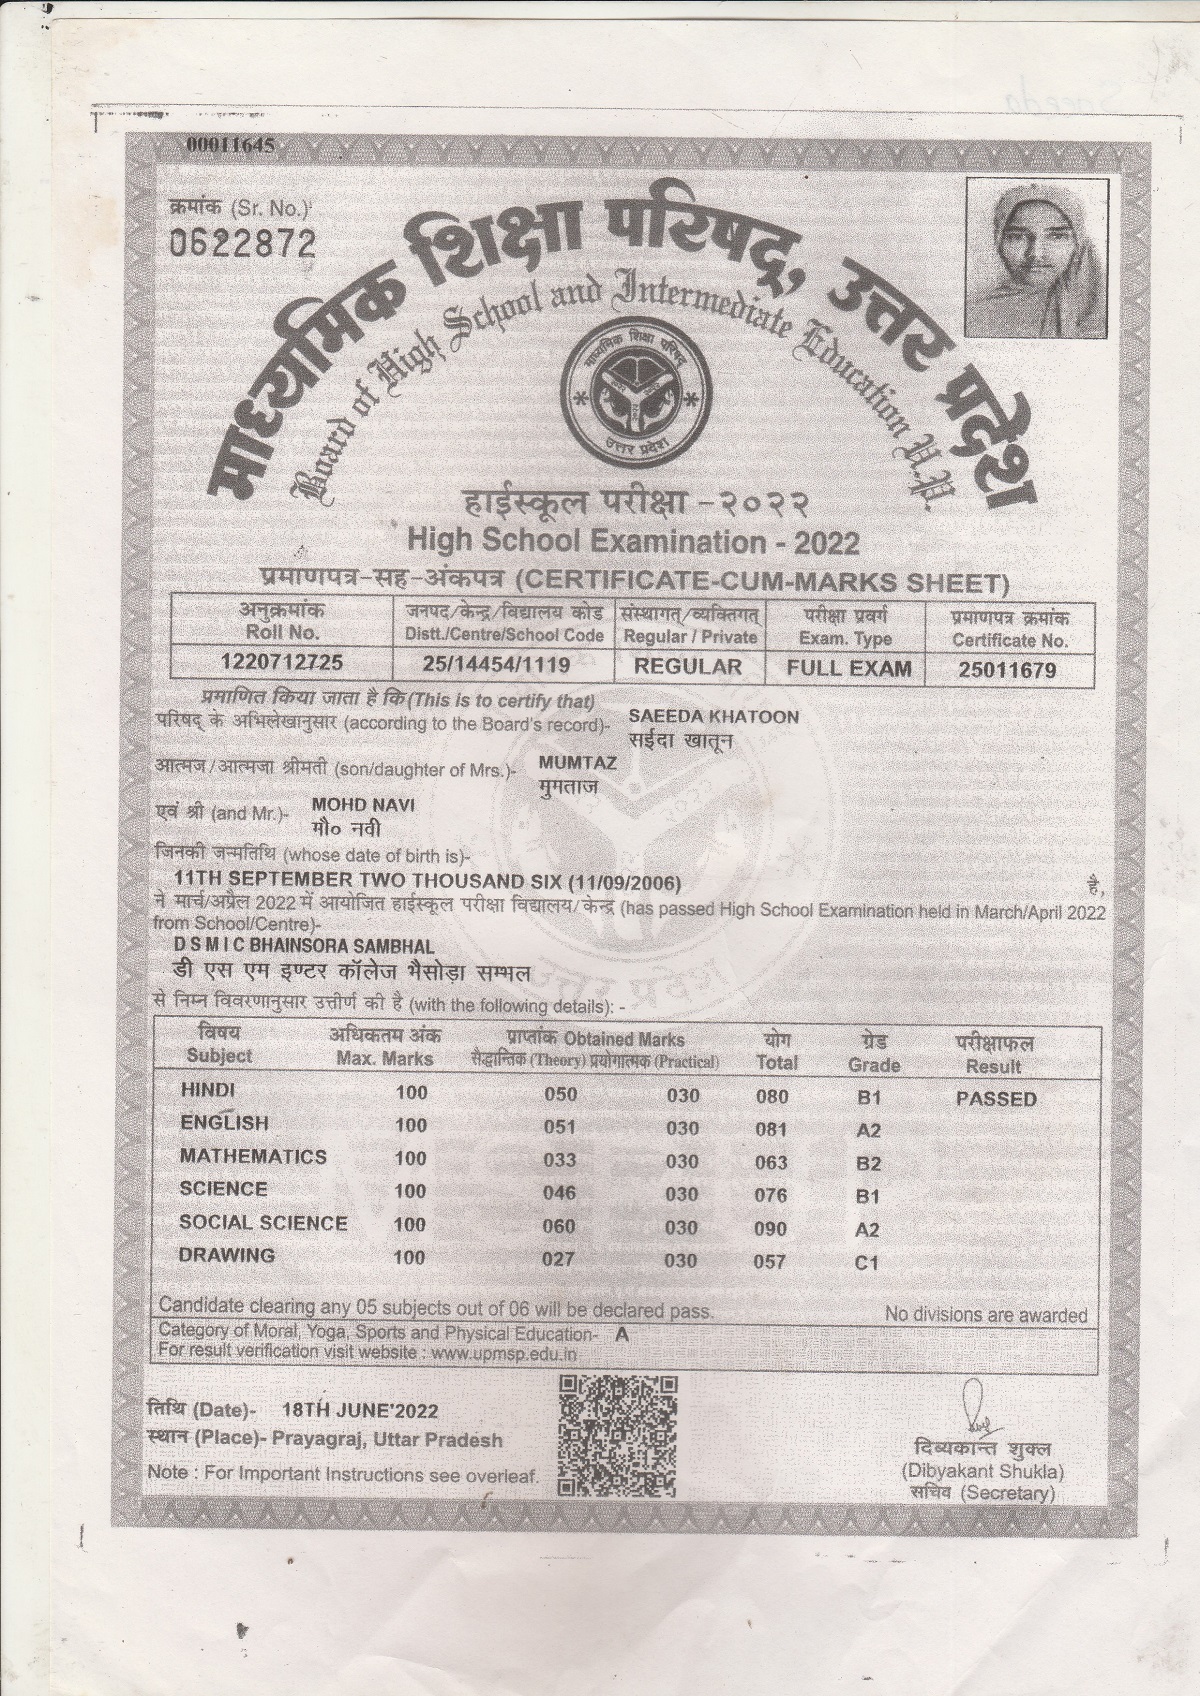 00011645
क्रमांक (Sr. No.)
0622872
माध्यमिक शिक्षा परिषद्, उत्तर प्रदेश
Board of High School and Intermediate Education U.P.
माध्यमिक शिक्षा परिषद्
उत्तर प्रदेश
हाईस्कूल परीक्षा -२०२२
High School Examination - 2022
प्रमाणपत्र-सह-अंकपत्र (CERTIFICATE-CUM-MARKS SHEET)
अनुक्रमांक जनपद/केन्द्र/विद्यालय कोड संस्थागत्/व्यक्तिगत् परीक्षा प्रवर्ग प्रमाणपत्र क्रमांक
Roll No. Distt./Centre/School Code Regular / Private Exam. Type Certificate No.
1220712725 25/14454/1119 REGULAR FULL EXAM 25011679
प्रमाणित किया जाता है कि(This is to certify that)
परिषद् के अभिलेखानुसार (according to the Board's record)- SAEEDA KHATOON
सईदा खातून
आत्मज/आत्मजा श्रीमती (son/daughter of Mrs.)- MUMTAZ
मुमताज
एवं श्री (and Mr.)- MOHD NAVI
मौ० नवी
जिनकी जन्मतिथि (whose date of birth is)-
11TH SEPTEMBER TWO THOUSAND SIX (11/09/2006) है,
ने मार्च/अप्रैल 2022 में आयोजित हाईस्कूल परीक्षा विद्यालय/केन्द्र (has passed High School Examination held in March/April 2022
from School/Centre)-
D S M I C BHAINSORA SAMBHAL
डी एस एम इण्टर कॉलेज भैसोड़ा सम्भल
से निम्न विवरणानुसार उत्तीर्ण की है (with the following details): -
विषय अधिकतम अंक प्राप्तांक Obtained Marks योग ग्रेड परीक्षाफल
Subject Max. Marks सैद्धान्तिक (Theory) प्रयोगात्मक (Practical) Total Grade Result
HINDI 100 050 030 080 B1 PASSED
ENGLISH 100 051 030 081 A2
MATHEMATICS 100 033 030 063 B2
SCIENCE 100 046 030 076 B1
SOCIAL SCIENCE 100 060 030 090 A2
DRAWING 100 027 030 057 C1
Candidate clearing any 05 subjects out of 06 will be declared pass. No divisions are awarded
Category of Moral, Yoga, Sports and Physical Education- A
For result verification visit website : www.upmsp.edu.in
तिथि (Date)- 18TH JUNE'2022
स्थान (Place)- Prayagraj, Uttar Pradesh
Note : For Important Instructions see overleaf.
दिव्यकान्त शुक्ल
(Dibyakant Shukla)
सचिव (Secretary)